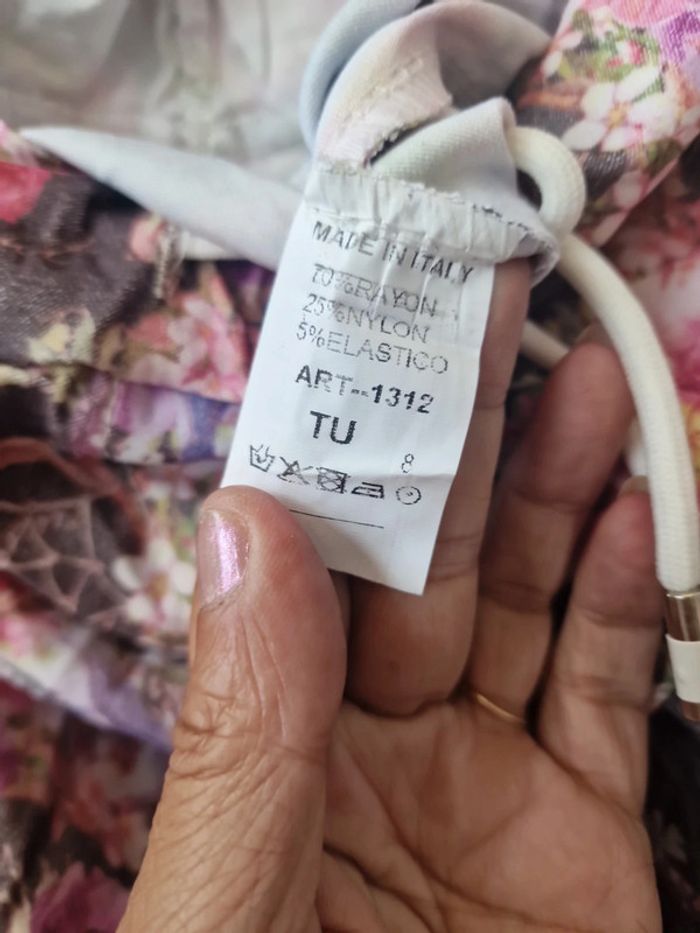 MADE IN ITALY
70%RAYON
25%NYLON
5%ELASTICO
ART--1312
TU
8